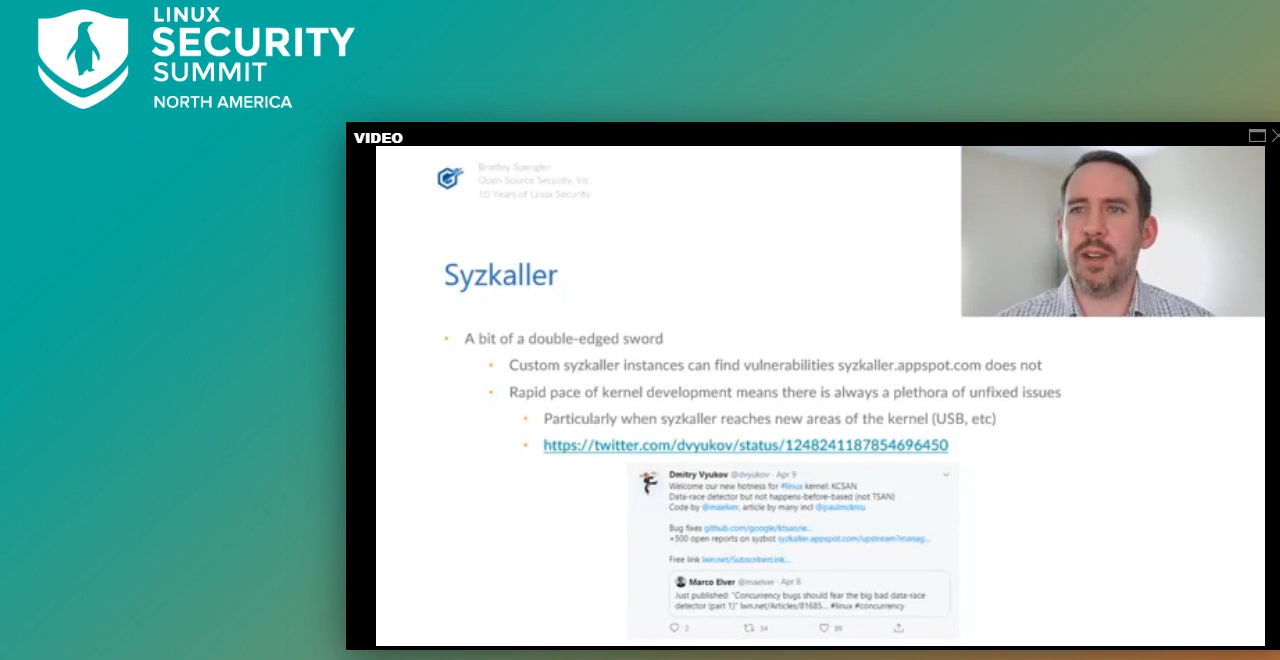 LINUX
SECURITY
SUMMIT
NORTH AMERICA
VIDEO
Bradley Spengler
Open Source Security, Inc.
10 Years of Linux Security
Syzkaller
A bit of a double-edged sword
Custom syzkaller instances can find vulnerabilities syzkaller.appspot.com does not
Rapid pace of kernel development means there is always a plethora of unfixed issues
Particularly when syzkaller reaches new areas of the kernel (USB, etc)
https://twitter.com/dvyukov/status/1248241187854696450
Dmitry Vyukov @dvyukov · Apr 9
Welcome our new hotness for #linux kernel: KCSAN
Data-race detector but not happens-before-based (not TSAN)
Code by @maelver, article by many incl @paulmckrcu
Bug fixes github.com/google/ktsan/w...
+500 open reports on syzbot syzkaller.appspot.com/upstream?manag...
Free link lwn.net/SubscriberLink...
Marco Elver @maelver · Apr 8
Just published: "Concurrency bugs should fear the big bad data-race
detector (part 1)" lwn.net/Articles/81685... #linux #concurrency
2